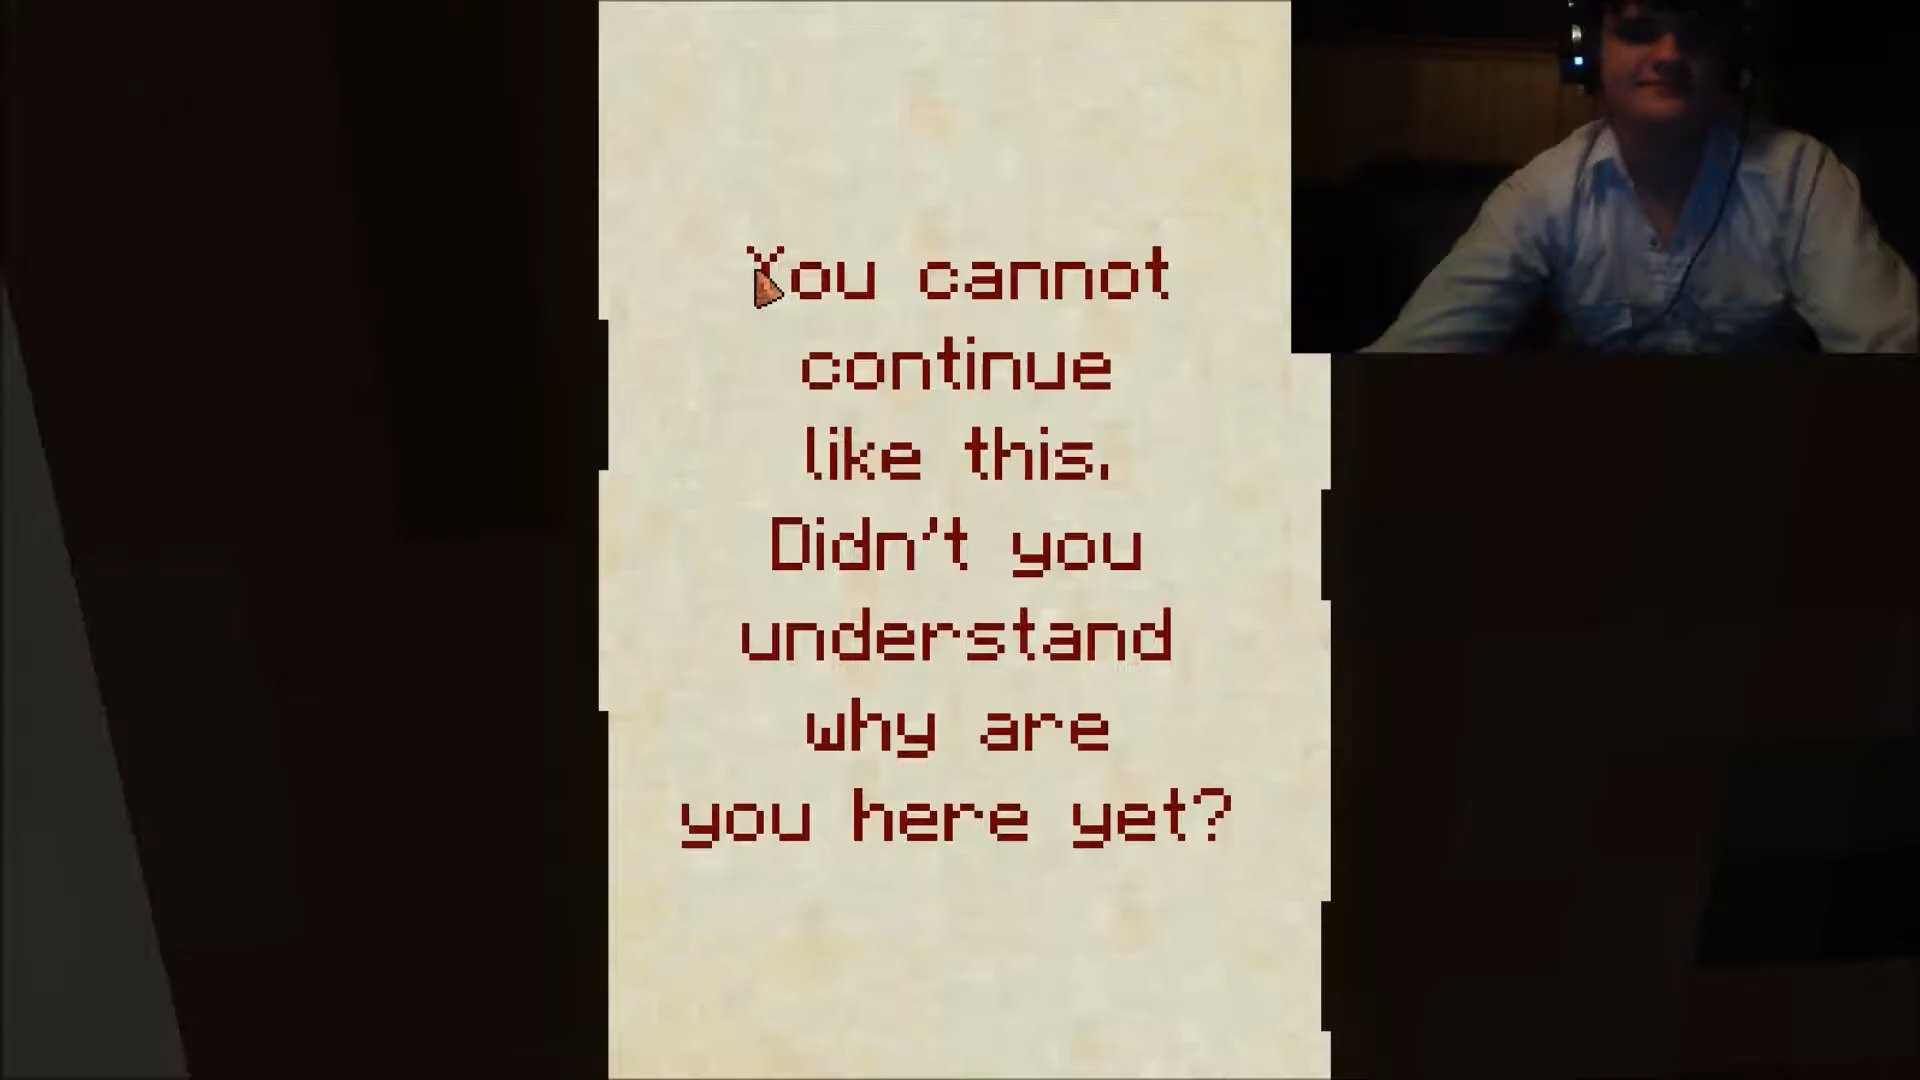 You cannot
continue
like this.
Didn't you
understand
why are
you here yet?